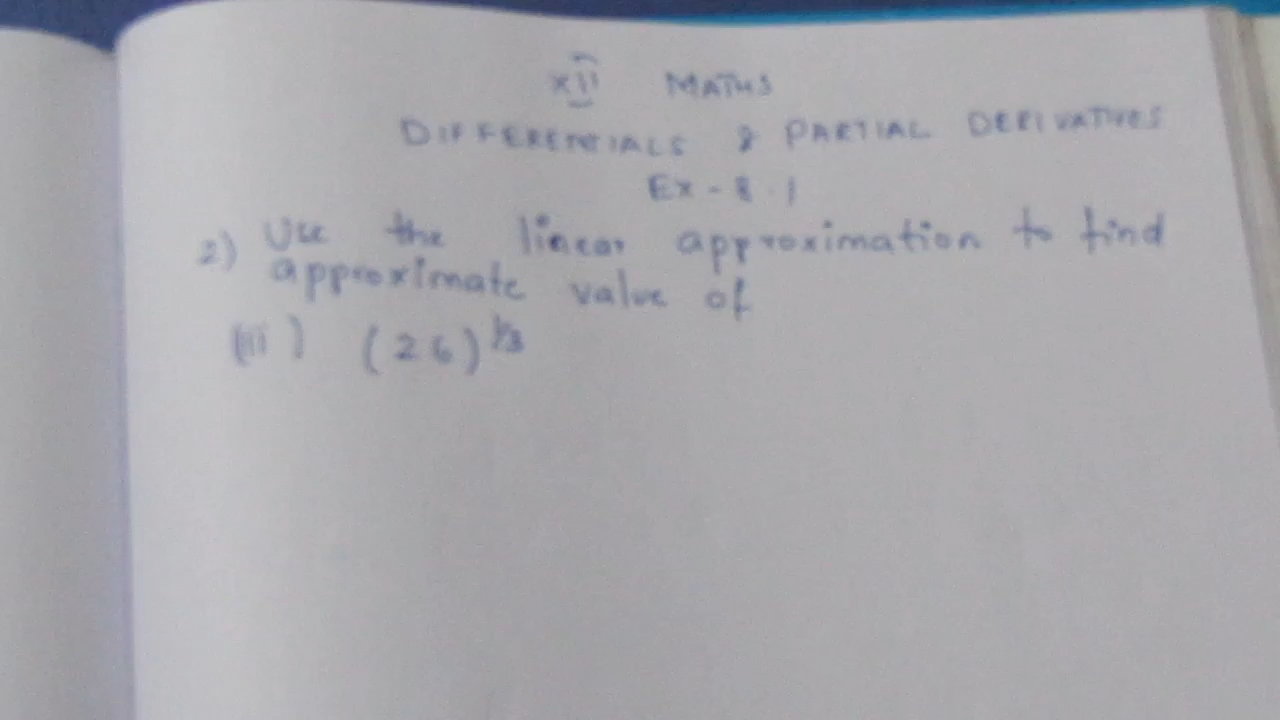 XII MATHS
DIFFERENTIALS & PARTIAL DERIVATIVES
Ex - 8.1
2) Use the linear approximation to find
approximate value of
(iii) (26)^1/3